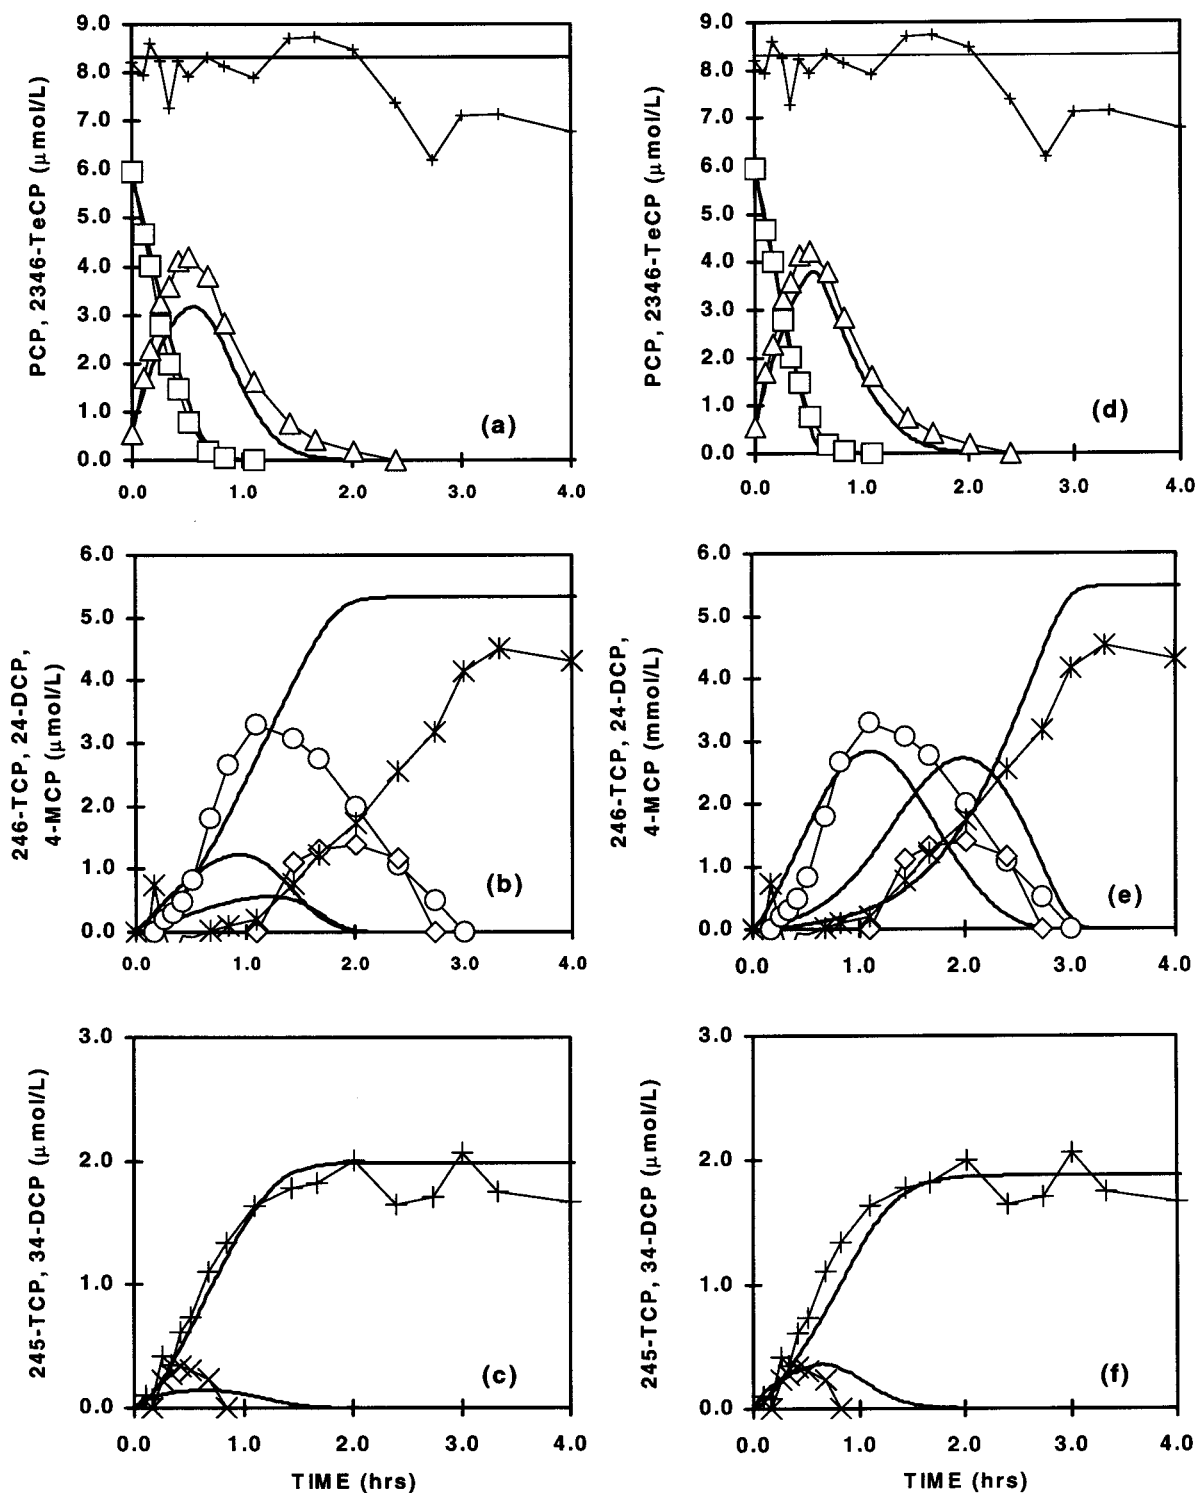 9.0
8.0
7.0
6.0
5.0
4.0
3.0
2.0
1.0
0.0
PCP, 2346-TeCP (μmol/L)
(a)
0.0 1.0 2.0 3.0 4.0
9.0
8.0
7.0
6.0
5.0
4.0
3.0
2.0
1.0
0.0
PCP, 2346-TeCP (μmol/L)
(d)
0.0 1.0 2.0 3.0 4.0
6.0
5.0
4.0
3.0
2.0
1.0
0.0
246-TCP, 24-DCP,
4-MCP (μmol/L)
(b)
0.0 1.0 2.0 3.0 4.0
6.0
5.0
4.0
3.0
2.0
1.0
0.0
246-TCP, 24-DCP,
4-MCP (mmol/L)
(e)
0.0 1.0 2.0 3.0 4.0
3.0
2.0
1.0
0.0
245-TCP, 34-DCP (μmol/L)
(c)
0.0 1.0 2.0 3.0 4.0
TIME (hrs)
3.0
2.0
1.0
0.0
245-TCP, 34-DCP (μmol/L)
(f)
0.0 1.0 2.0 3.0 4.0
TIME (hrs)